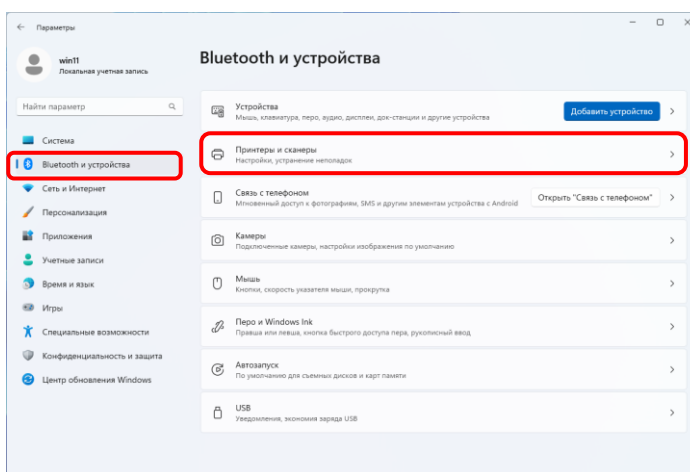 Параметры
win11
Локальная учетная запись
Найти параметр
Система
Bluetooth и устройства
Сеть и Интернет
Персонализация
Приложения
Учетные записи
Время и язык
Игры
Специальные возможности
Конфиденциальность и защита
Центр обновления Windows
Bluetooth и устройства
Устройства
Мышь, клавиатура, перо, аудио, дисплеи, док-станции и другие устройства
Добавить устройство
Принтеры и сканеры
Настройки, устранение неполадок
Связь с телефоном
Мгновенный доступ к фотографиям, SMS и другим элементам устройства с Android
Открыть "Связь с телефоном"
Камеры
Подключенные камеры, настройки изображения по умолчанию
Мышь
Кнопки, скорость указателя мыши, прокрутка
Перо и Windows Ink
Правша или левша, кнопка быстрого доступа пера, рукописный ввод
Автозапуск
По умолчанию для съемных дисков и карт памяти
USB
Уведомления, экономия заряда USB